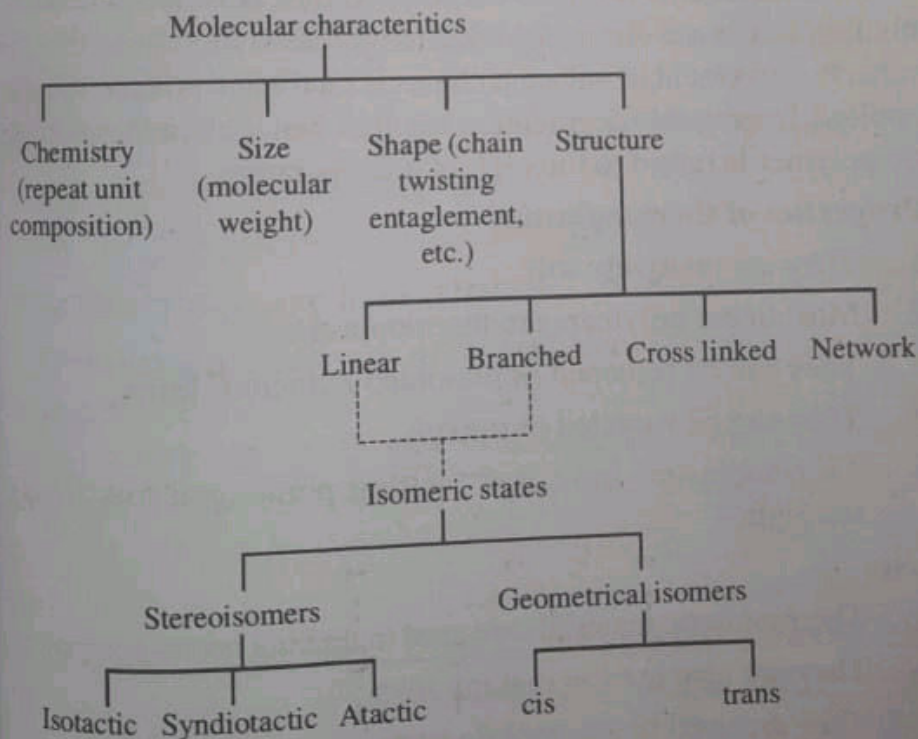 Molecular characteritics
Chemistry
(repeat unit
composition)
Size
(molecular
weight)
Shape (chain
twisting
entaglement,
etc.)
Structure
Linear
Branched
Cross linked
Network
Isomeric states
Stereoisomers
Geometrical isomers
Isotactic
Syndiotactic
Atactic
cis
trans